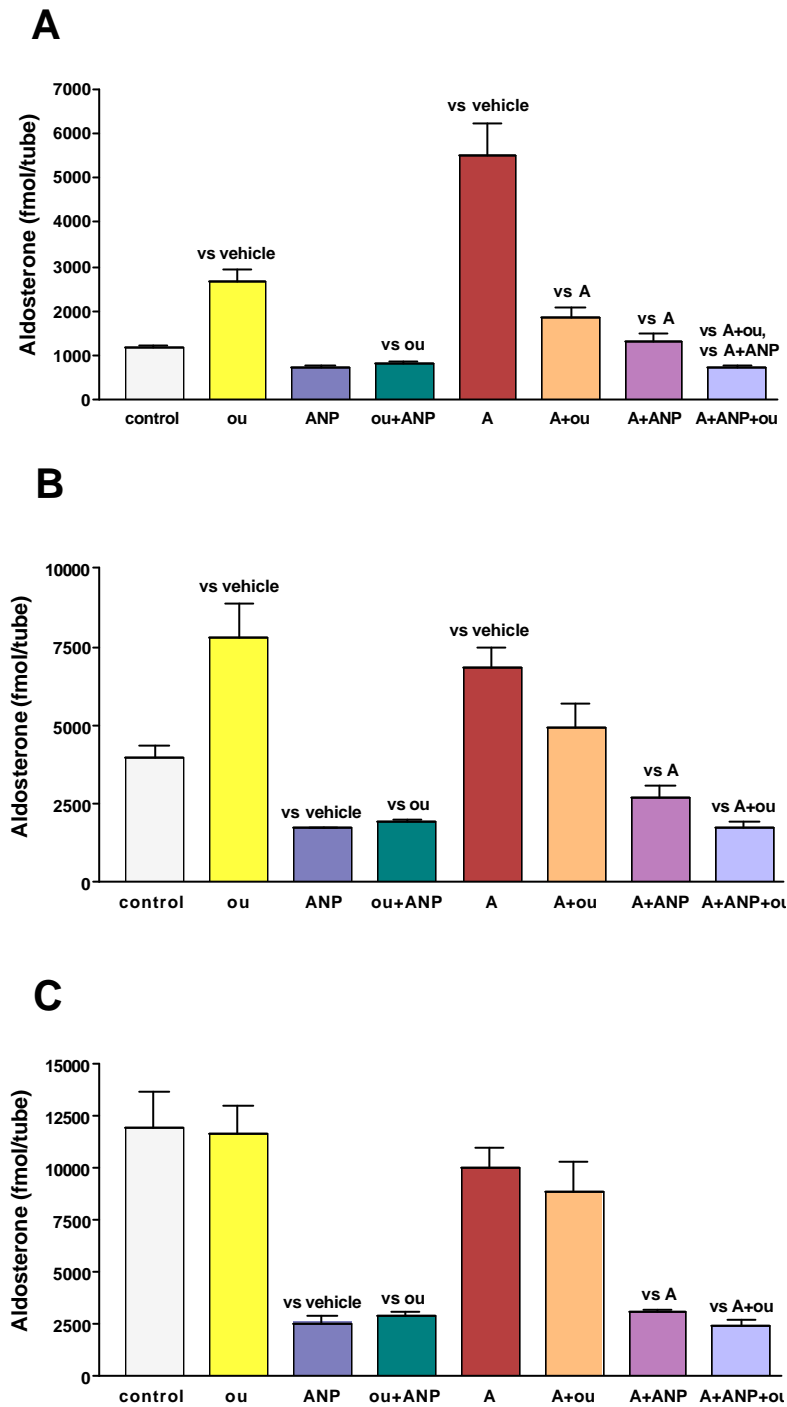 A
Aldosterone (fmol/tube)
7000
6000
5000
4000
3000
2000
1000
0
vs vehicle
vs vehicle
vs ou
vs A
vs A
vs A+ou,
vs A+ANP
control ou ANP ou+ANP A A+ou A+ANP A+ANP+ou
B
Aldosterone (fmol/tube)
10000
7500
5000
2500
0
vs vehicle
vs vehicle
vs ou
vs vehicle
vs A
vs A+ou
control ou ANP ou+ANP A A+ou A+ANP A+ANP+ou
C
Aldosterone (fmol/tube)
15000
12500
10000
7500
5000
2500
0
vs vehicle
vs ou
vs A
vs A+ou
control ou ANP ou+ANP A A+ou A+ANP A+ANP+ou